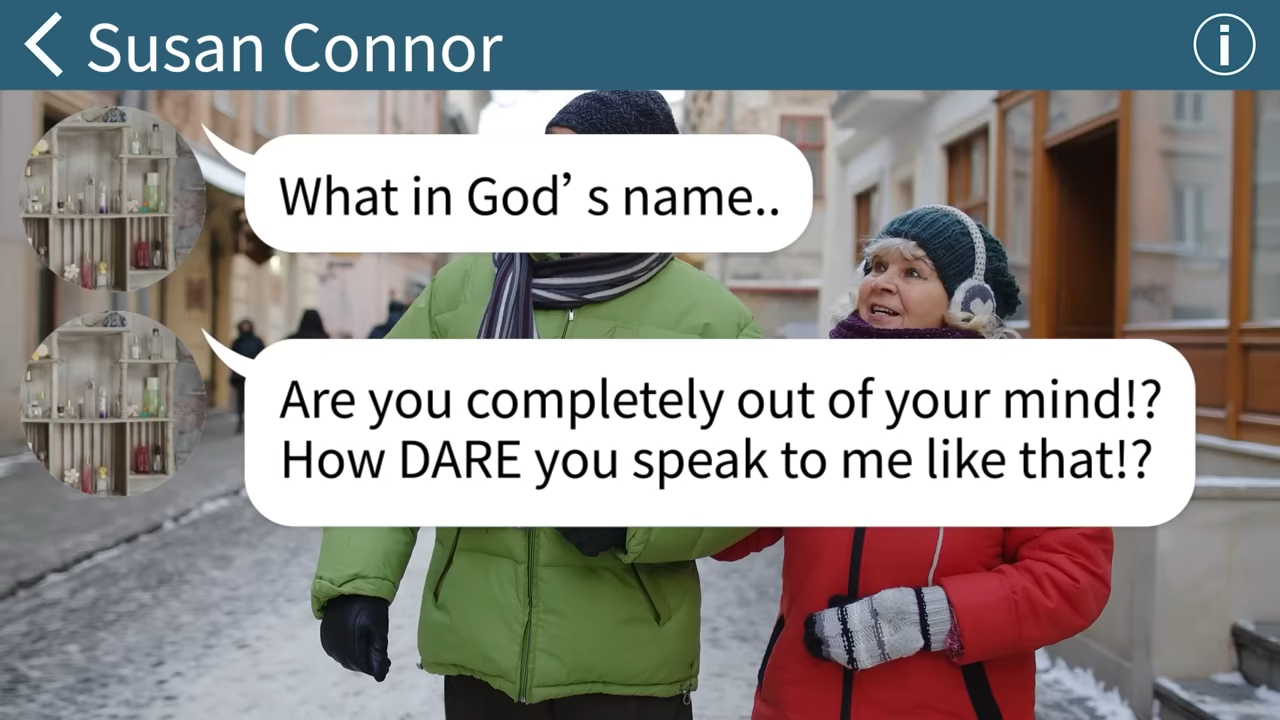 Susan Connor
What in God’s name..
Are you completely out of your mind!?
How DARE you speak to me like that!?